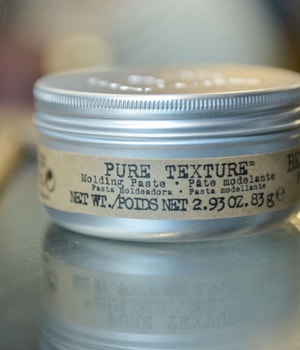 PURE TEXTURE™
Molding Paste • Pâte modelante
Pasta Moldeadora • Pasta modellante
NET WT./POIDS NET 2.93 OZ. 83 g e